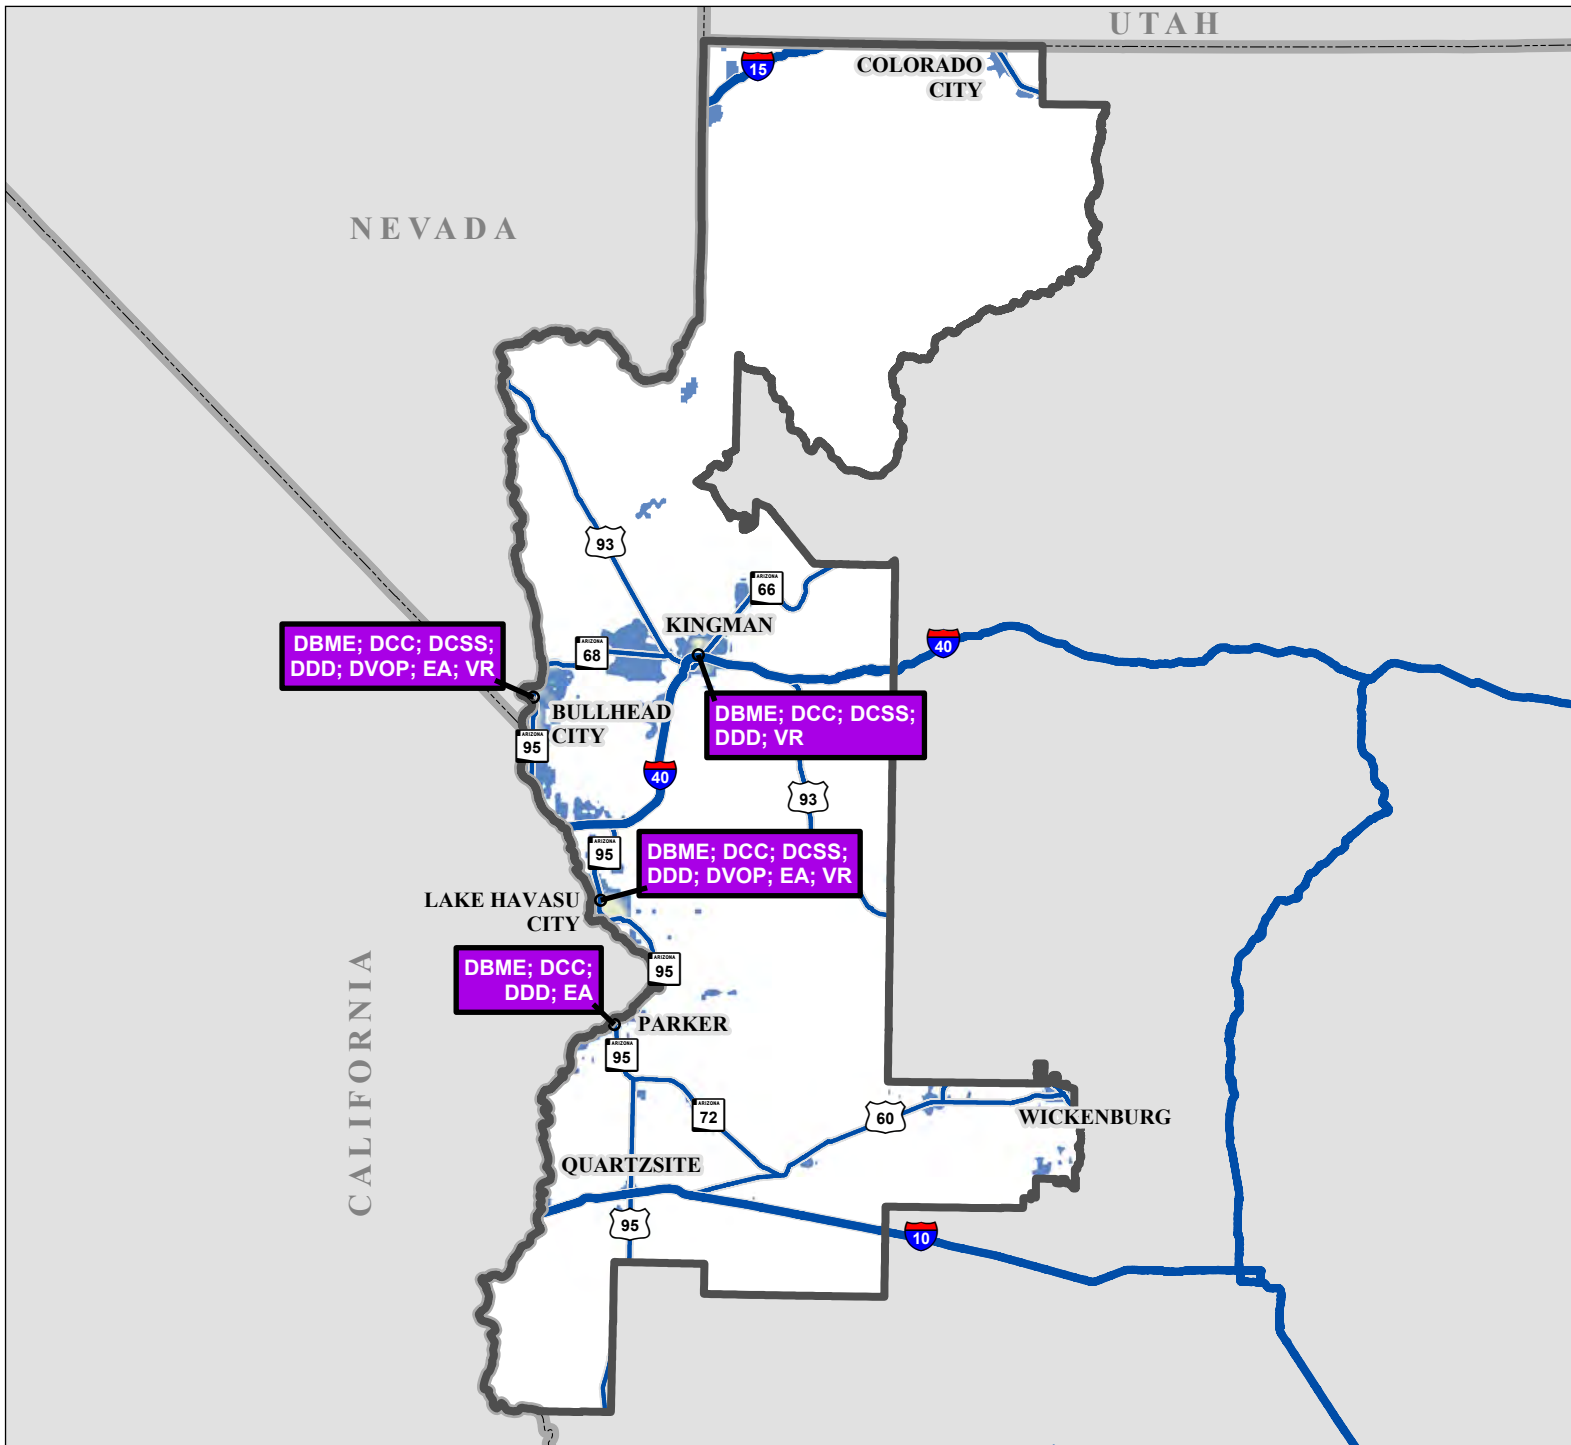 UTAH
15
COLORADO
CITY
NEVADA
93
ARIZONA
66
KINGMAN
DBME; DCC; DCSS;
DDD; DVOP; EA; VR
ARIZONA
68
40
BULLHEAD
CITY
DBME; DCC; DCSS;
DDD; VR
ARIZONA
95
40
93
ARIZONA
95
DBME; DCC; DCSS;
DDD; DVOP; EA; VR
LAKE HAVASU
CITY
DBME; DCC;
DDD; EA
ARIZONA
95
CALIFORNIA
PARKER
ARIZONA
95
ARIZONA
72
60
WICKENBURG
QUARTZSITE
95
10